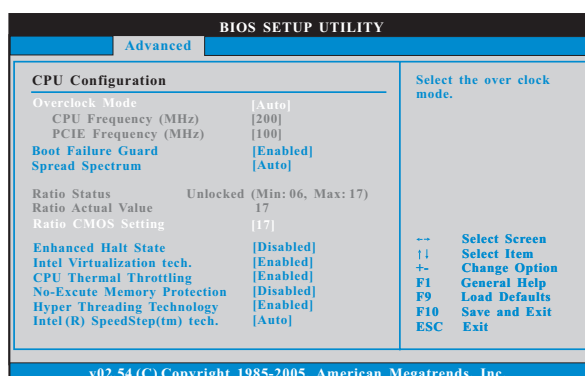 BIOS SETUP UTILITY
Advanced
CPU Configuration
Overclock Mode [Auto]
CPU Frequency (MHz) [200]
PCIE Frequency (MHz) [100]
Boot Failure Guard [Enabled]
Spread Spectrum [Auto]
Ratio Status Unlocked (Min: 06, Max: 17)
Ratio Actual Value 17
Ratio CMOS Setting [17]
Enhanced Halt State [Disabled]
Intel Virtualization tech. [Enabled]
CPU Thermal Throttling [Enabled]
No-Excute Memory Protection [Disabled]
Hyper Threading Technology [Enabled]
Intel (R) SpeedStep(tm) tech. [Auto]
Select the over clock
mode.
←→ Select Screen
↑↓ Select Item
+- Change Option
F1 General Help
F9 Load Defaults
F10 Save and Exit
ESC Exit
v02.54 (C) Copyright 1985-2005, American Megatrends, Inc.